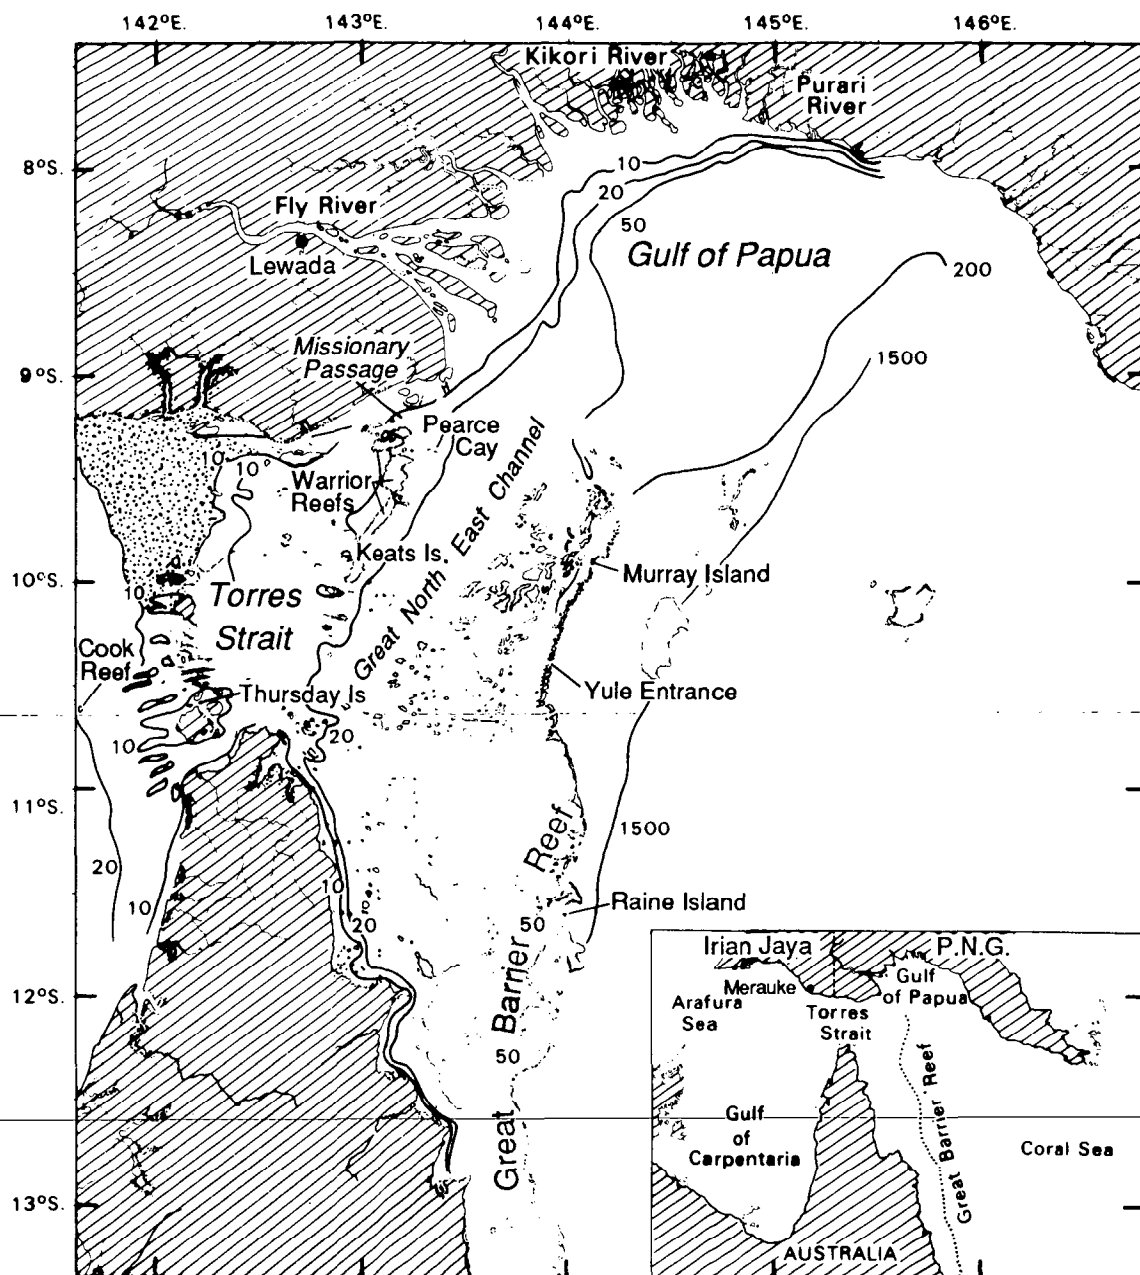 142°E. 143°E. 144°E. 145°E. 146°E.
Kikori River
Purari
River
8°S.
10
20
50
Fly River
Gulf of Papua
Lewada
200
Missionary
Passage
1500
9°S.
Pearce
Cay
10
10
Warrior
Reefs
Great North East Channel
Keats Is.
10°S.
10
Murray Island
Torres
Strait
Cook
Reef
Thursday Is
Yule Entrance
10
20
11°S.
1500
20
10
10
20
Great Barrier Reef
Raine Island
50
12°S.
50
13°S.
Irian Jaya
P.N.G.
Merauke
Gulf
of Papua
Arafura
Sea
Torres
Strait
Great Barrier Reef
Gulf
of
Carpentaria
Coral Sea
AUSTRALIA